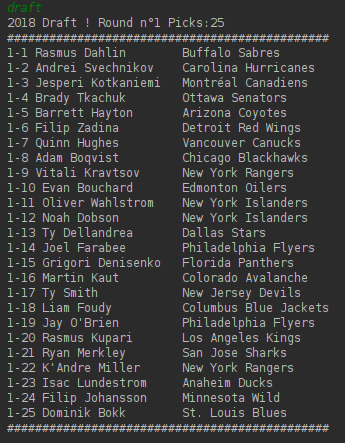 draft
2018 Draft ! Round n°1 Picks:25
##############################################
1-1 Rasmus Dahlin Buffalo Sabres
1-2 Andrei Svechnikov Carolina Hurricanes
1-3 Jesperi Kotkaniemi Montréal Canadiens
1-4 Brady Tkachuk Ottawa Senators
1-5 Barrett Hayton Arizona Coyotes
1-6 Filip Zadina Detroit Red Wings
1-7 Quinn Hughes Vancouver Canucks
1-8 Adam Boqvist Chicago Blackhawks
1-9 Vitali Kravtsov New York Rangers
1-10 Evan Bouchard Edmonton Oilers
1-11 Oliver Wahlstrom New York Islanders
1-12 Noah Dobson New York Islanders
1-13 Ty Dellandrea Dallas Stars
1-14 Joel Farabee Philadelphia Flyers
1-15 Grigori Denisenko Florida Panthers
1-16 Martin Kaut Colorado Avalanche
1-17 Ty Smith New Jersey Devils
1-18 Liam Foudy Columbus Blue Jackets
1-19 Jay O'Brien Philadelphia Flyers
1-20 Rasmus Kupari Los Angeles Kings
1-21 Ryan Merkley San Jose Sharks
1-22 K'Andre Miller New York Rangers
1-23 Isac Lundestrom Anaheim Ducks
1-24 Filip Johansson Minnesota Wild
1-25 Dominik Bokk St. Louis Blues
##############################################